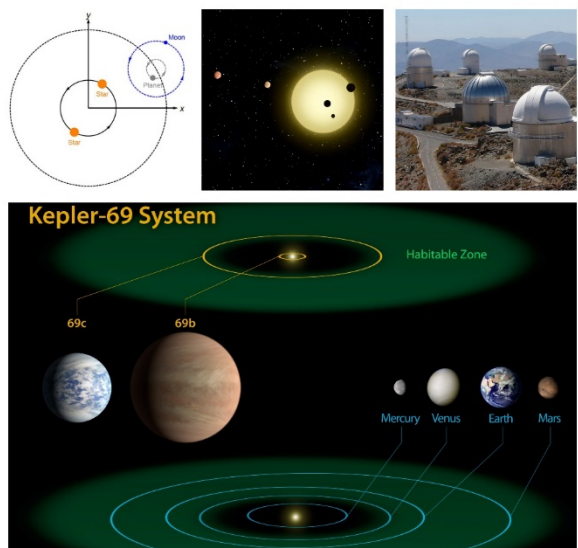 y
Moon
Planet
Star
x
Star
Kepler-69 System
Habitable Zone
69c
69b
Mercury
Venus
Earth
Mars